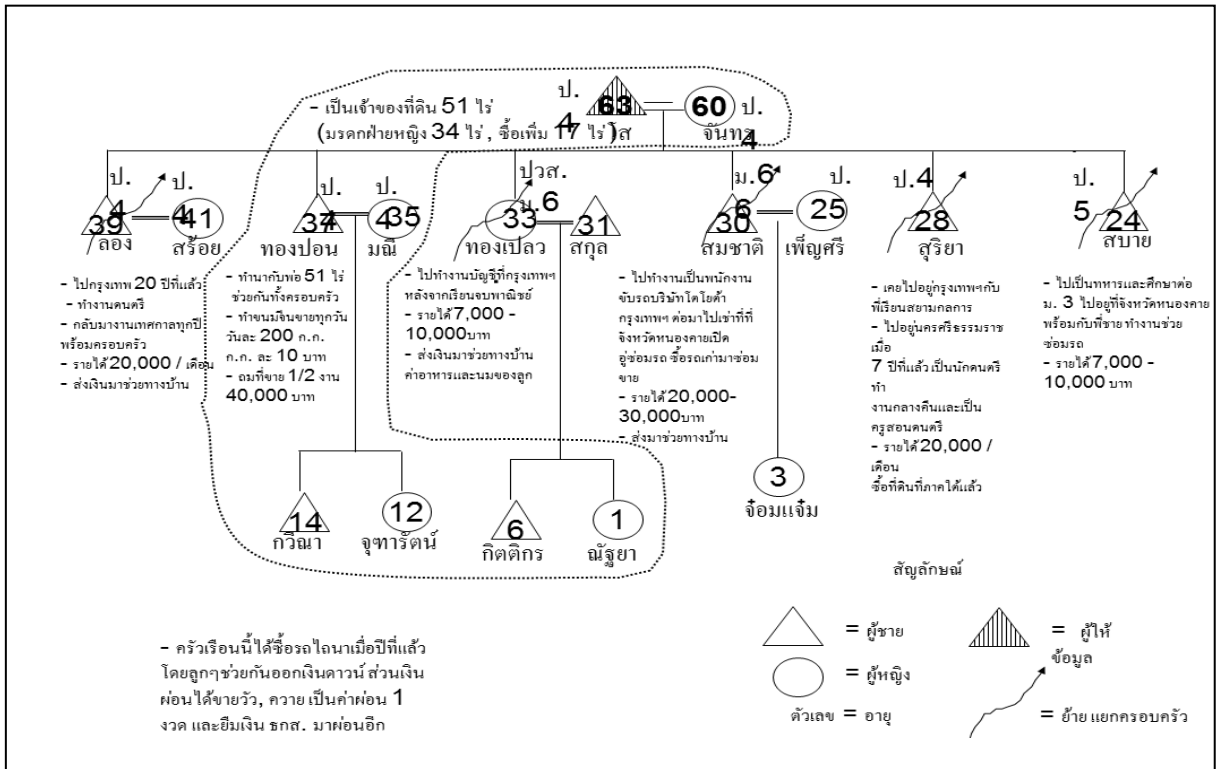 - เป็นเจ้าของที่ดิน 51 ไร่
(มรดกฝ่ายหญิง 34 ไร่ , ซื้อเพิ่ม 17 ไร่ )
ป. 4
63
ใส
60
ป. 4
จันทร
ป. 4
39
ลอง
ป. 4
41
สร้อย
- ไปกรุงเทพ 20 ปีที่แล้ว
- ทำงานดนตรี
- กลับมางานเทศกาลทุกปี
พร้อมครอบครัว
- รายได้ 20,000 / เดือน
- ส่งเงินมาช่วยทางบ้าน
ป. 4
37
ทองปอน
ป. 4
35
มณี
- ทำนากับพ่อ 51 ไร่
ช่วยกันทั้งครอบครัว
- ทำขนมจีนขายทุกวัน
วันละ 200 ก.ก.
ก.ก. ละ 10 บาท
- ถมที่ขาย 1/2 งาน
40,000 บาท
ปวส.
33
ทองเปลว
ม.6
31
สกุล
- ไปทำงานบัญชีที่กรุงเทพฯ
หลังจากเรียนจบพาณิชย์
- รายได้ 7,000 -
10,000บาท
- ส่งเงินมาช่วยทางบ้าน
ค่าอาหารและนมของลูก
ม.6
30
สมชาติ
ป. 6
25
เพ็ญศรี
- ไปทำงานเป็นพนักงาน
ขับรถบริษัทโตโยต้า
กรุงเทพฯ ต่อมาไปเช่าที่ที่
จังหวัดหนองคายเปิด
อู่ซ่อมรถ ซื้อรถเก่ามาซ่อม
ขาย
- รายได้ 20,000-
30,000บาท
- ส่งมาช่วยทางบ้าน
ป.4
28
สุริยา
- เคยไปอยู่กรุงเทพฯกับ
พี่เรียนสยามกลการ
- ไปอยู่นครศรีธรรมราช
เมื่อ
7 ปีที่แล้ว เป็นนักดนตรี
ทำ
งานกลางคืนและเป็น
ครูสอนดนตรี
- รายได้ 20,000 /
เดือน
ซื้อที่ดินที่ภาคใต้แล้ว
ป. 5
24
สบาย
- ไปเป็นทหารและศึกษาต่อ
ม. 3 ไปอยู่ที่จังหวัดหนองคาย
พร้อมกับพี่ชาย ทำงานช่วย
ซ่อมรถ
- รายได้ 7,000 -
10,000บาท
14
กวีณา
12
จุฑารัตน์
6
กิตติกร
1
ณัฐยา
3
จ๋อมแจ๋ม
- ครัวเรือนนี้ได้ซื้อรถไถนาเมื่อปีที่แล้ว
โดยลูกๆช่วยกันออกเงินดาวน์ ส่วนเงิน
ผ่อนได้ขายวัว, ควาย เป็นค่าผ่อน 1
งวด และยืมเงิน ธกส. มาผ่อนอีก
สัญลักษณ์
= ผู้ชาย
= ผู้ให้
ข้อมูล
= ผู้หญิง
ตัวเลข = อายุ
= ย้าย แยกครอบครัว